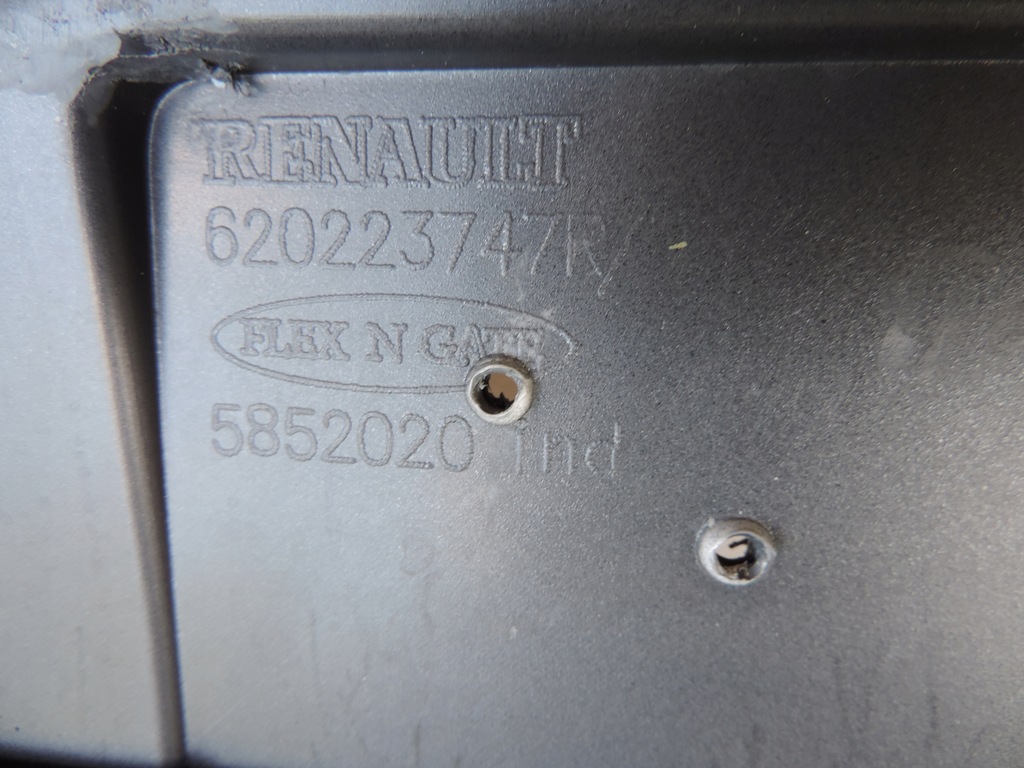 RENAULT
620223747R/
FLEX N GATE
5852020 ind